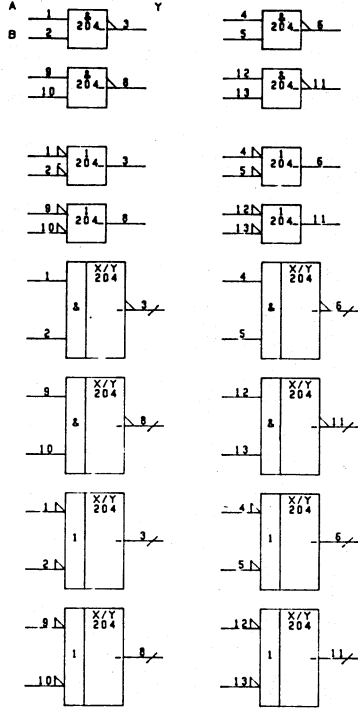 A Y
1 & 3 4 & 6
B 2 204 5 204
9 & 8 12 & 11
10 204 13 204
1 1 3 4 1 6
2 204 5 204
9 1 8 12 1 11
10 204 13 204
X/Y X/Y
1 204 4 204
& 3 & 6
2 5
X/Y X/Y
9 204 12 204
& 8 & 11
10 13
X/Y X/Y
1 204 4 204
1 3 1 6
2 5
X/Y X/Y
9 204 12 204
1 8 1 11
10 13